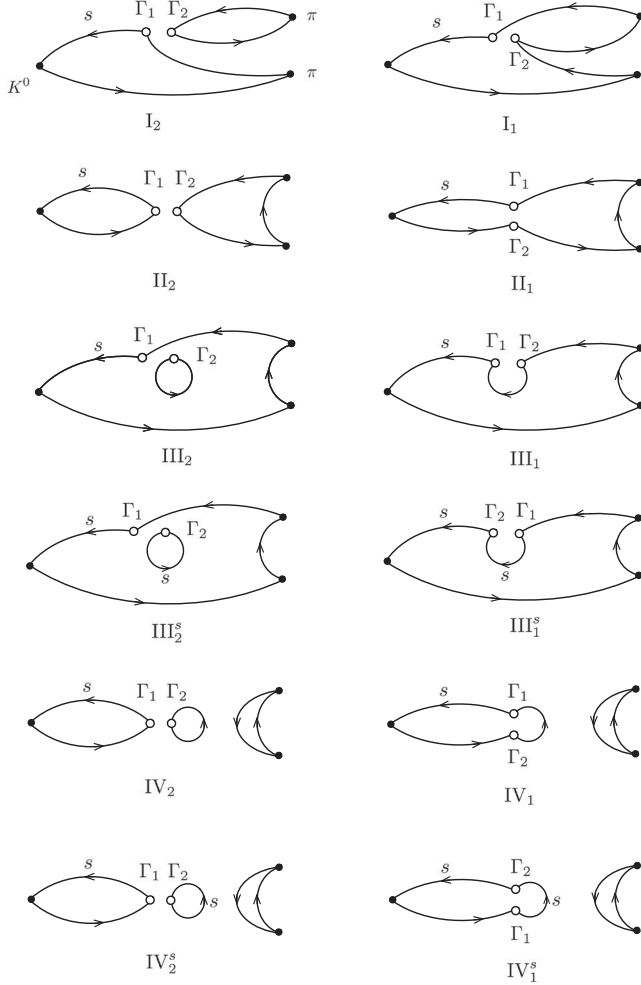 s Γ₁ Γ₂ π
K⁰ π
I₂
Γ₁
s
Γ₂
I₁
s Γ₁ Γ₂
II₂
s Γ₁
Γ₂
II₁
Γ₁
s Γ₂
III₂
s Γ₁ Γ₂
III₁
Γ₁
s Γ₂
s
III₂ˢ
s Γ₂ Γ₁
s
III₁ˢ
s Γ₁ Γ₂
IV₂
s Γ₁
Γ₂
IV₁
s Γ₁ Γ₂
s
IV₂ˢ
s Γ₂
s
Γ₁
IV₁ˢ